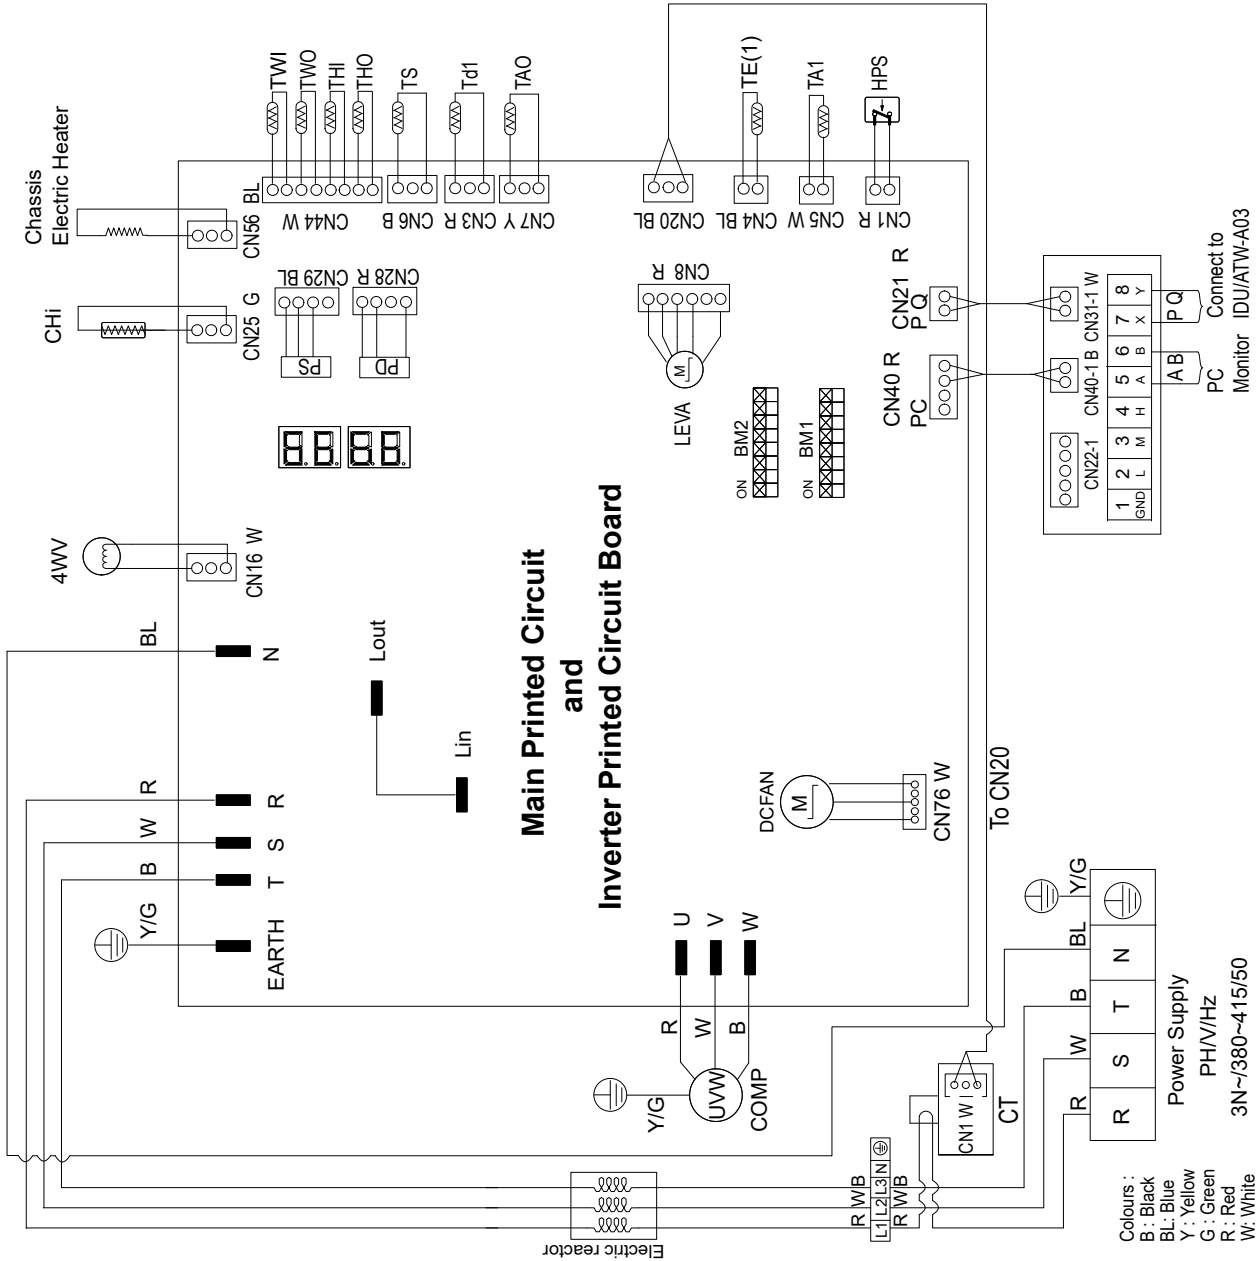 Chassis
Electric Heater
CHi
4WV
BL
R
W
B
Y/G
TWI
TWO
THI
THO
TS
Td1
TAO
TE(1)
TA1
HPS
CN56
BL
CN44 W
CN6 B
CN3 R
CN7 Y
CN20 BL
CN4 BL
CN5 W
CN1 R
CN25 G
CN29 BL
CN28 R
PS
PD
CN8 R
M
LEVA
CN16 W
N
R
S
T
EARTH
Lout
Lin
ON BM2
ON BM1
CN21 R
P Q
CN40 R
PC
Main Printed Circuit
and
Inverter Printed Circuit Board
DCFAN
M
CN76 W
U
V
W
R
W
B
Y/G
UVW
COMP
To CN20
CN22-1
CN40-1 B
CN31-1 W
1 2 3 4 5 6 7 8
GND L M H A B X Y
A B
P Q
PC
Monitor
Connect to
IDU/ATW-A03
Electric reactor
R W B
L1 L2 L3 N
R W B
CN1 W
CT
R
W
B
BL
Y/G
R S T N
Power Supply
PH/V/Hz
3N~/380~415/50
Colours :
B : Black
BL: Blue
Y : Yellow
G : Green
R : Red
W: White